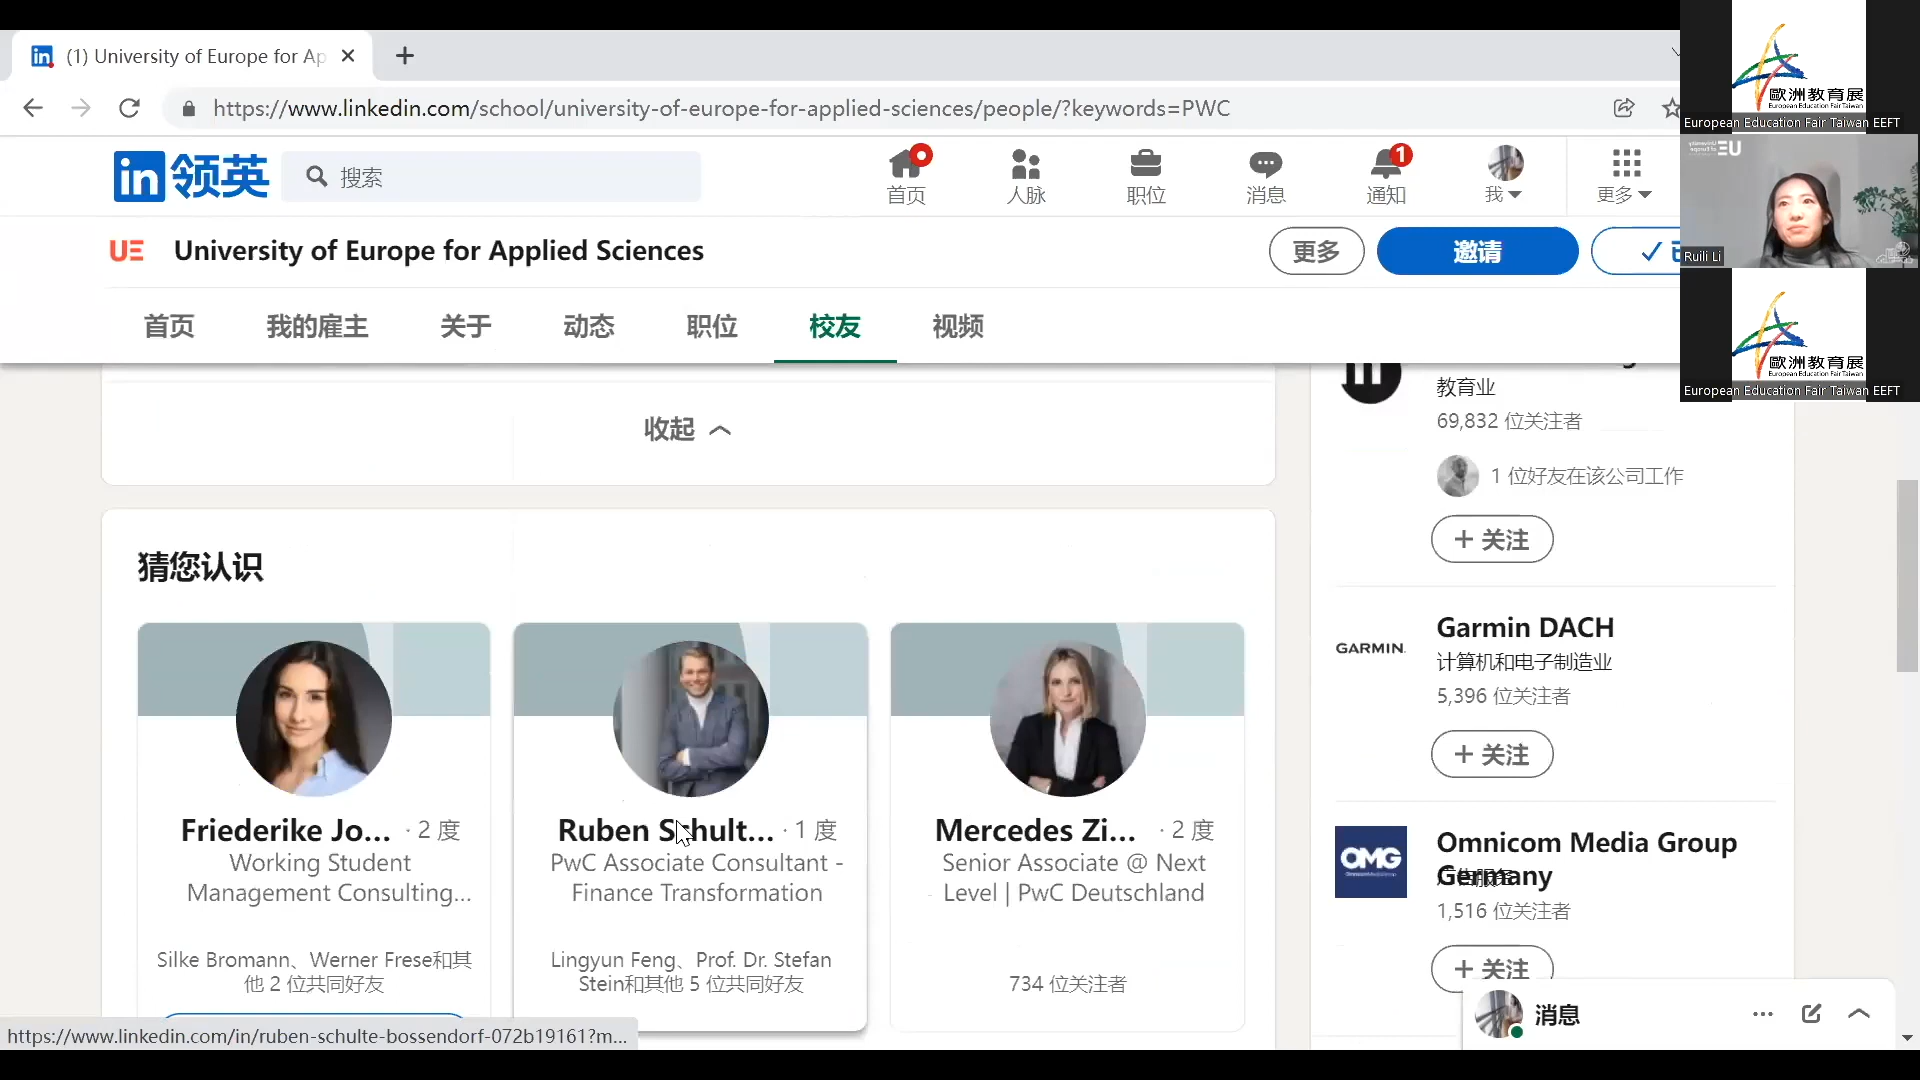 (1) University of Europe for Ap
https://www.linkedin.com/school/university-of-europe-for-applied-sciences/people/?keywords=PWC
in 领英
搜索
首页
人脉
职位
消息
1
通知
我
更多
UE
University of Europe for Applied Sciences
更多
邀请
首页
我的雇主
关于
动态
职位
校友
视频
收起
猜您认识
Friederike Jo... · 2 度
Working Student
Management Consulting...
Silke Bromann、Werner Frese和其
他 2 位共同好友
Ruben Schult... · 1 度
PwC Associate Consultant -
Finance Transformation
Lingyun Feng、Prof. Dr. Stefan
Stein和其他 5 位共同好友
Mercedes Zi... · 2 度
Senior Associate @ Next
Level | PwC Deutschland
734 位关注者
教育业
69,832 位关注者
1 位好友在该公司工作
+ 关注
GARMIN.
Garmin DACH
计算机和电子制造业
5,396 位关注者
+ 关注
OMG
Omnicom Media Group
Germany
1,516 位关注者
+ 关注
消息
https://www.linkedin.com/in/ruben-schulte-bossendorf-072b19161?m...
歐洲教育展
European Education Fair Taiwan
European Education Fair Taiwan EEFT
Ruili Li
歐洲教育展
European Education Fair Taiwan
European Education Fair Taiwan EEFT